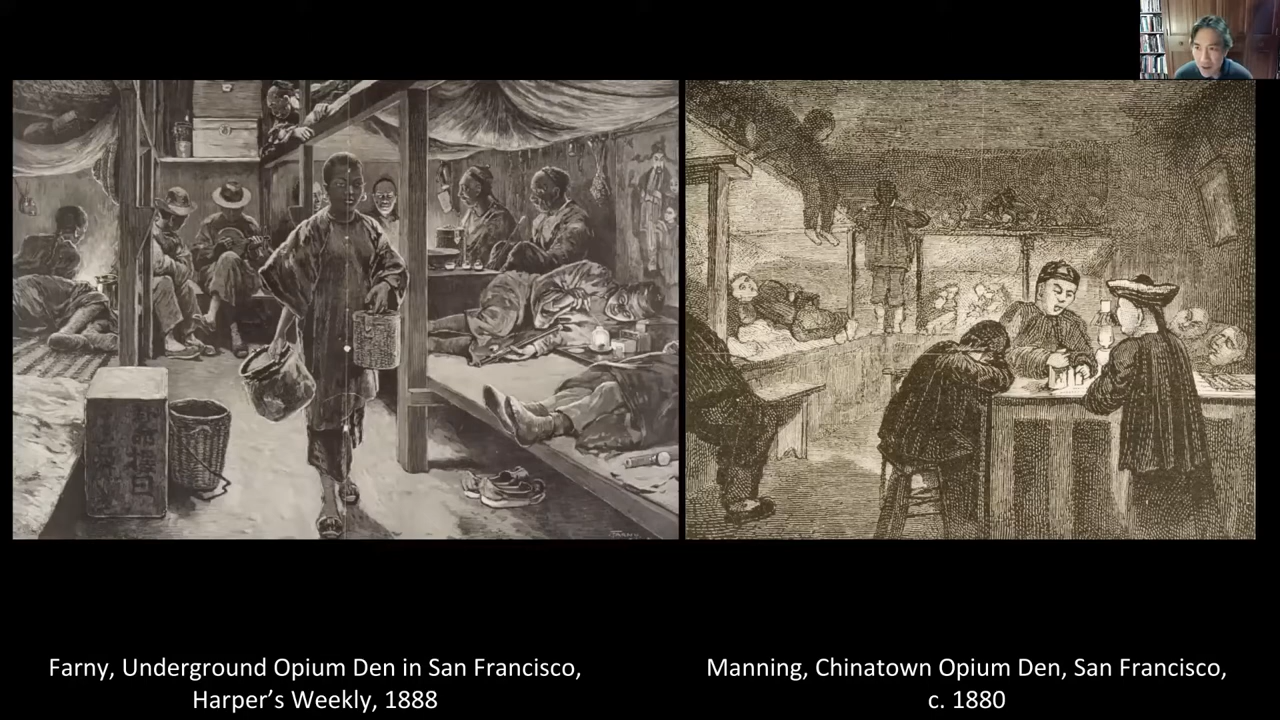 Farny, Underground Opium Den in San Francisco,
Harper's Weekly, 1888
Manning, Chinatown Opium Den, San Francisco,
c. 1880